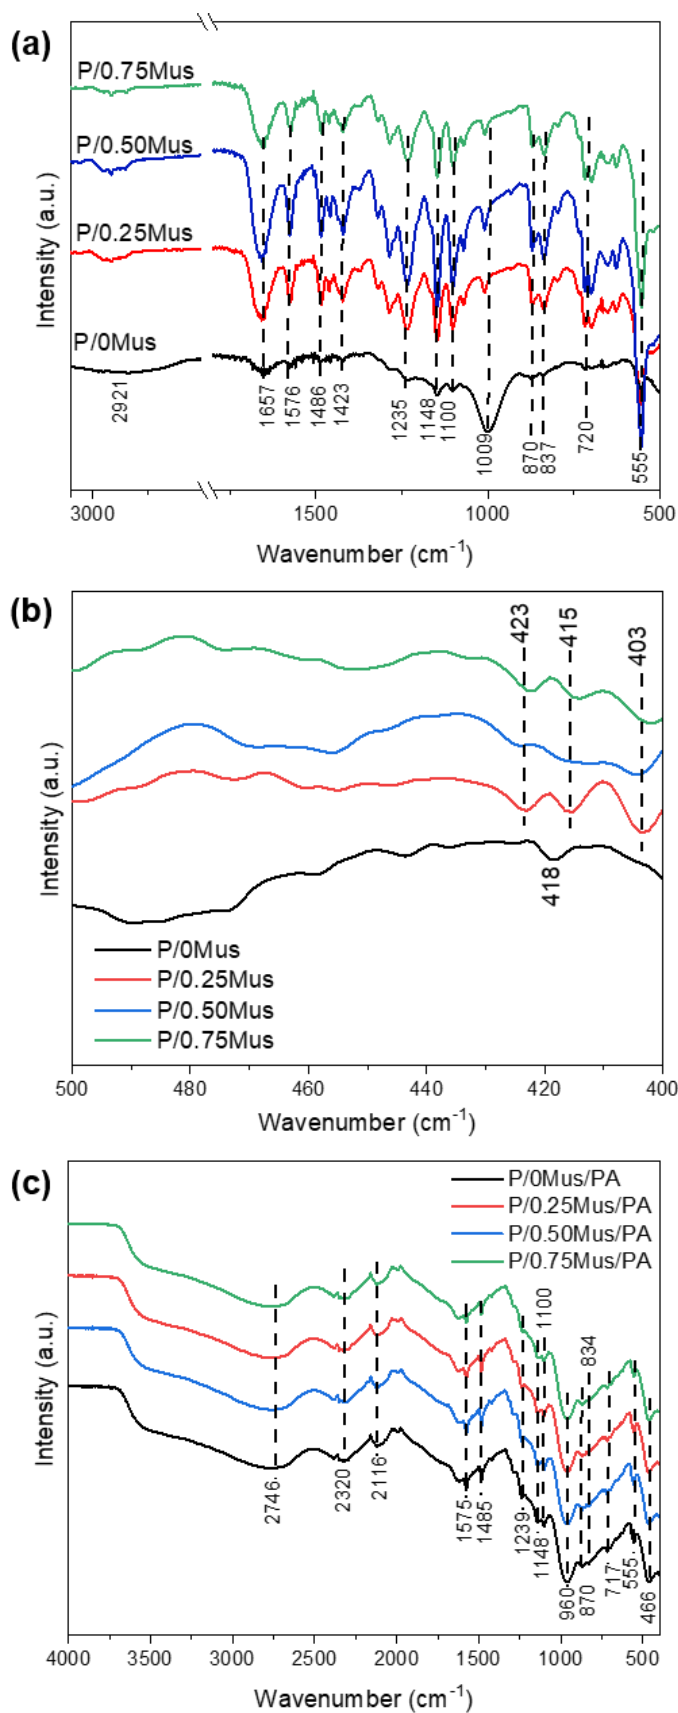 (a)
P/0.75Mus
P/0.50Mus
P/0.25Mus
P/0Mus
2921
1657
1576
1486
1423
1235
1148
1100
1009
870
837
720
555
Intensity (a.u.)
3000 1500 1000 500
Wavenumber (cm⁻¹)
(b)
423 415 403
418
P/0Mus
P/0.25Mus
P/0.50Mus
P/0.75Mus
Intensity (a.u.)
500 480 460 440 420 400
Wavenumber (cm⁻¹)
(c)
P/0Mus/PA
P/0.25Mus/PA
P/0.50Mus/PA
P/0.75Mus/PA
1100
834
2746
2320
2116
1575
1485
1239
1148
960
870
717
555
466
Intensity (a.u.)
4000 3500 3000 2500 2000 1500 1000 500
Wavenumber (cm⁻¹)